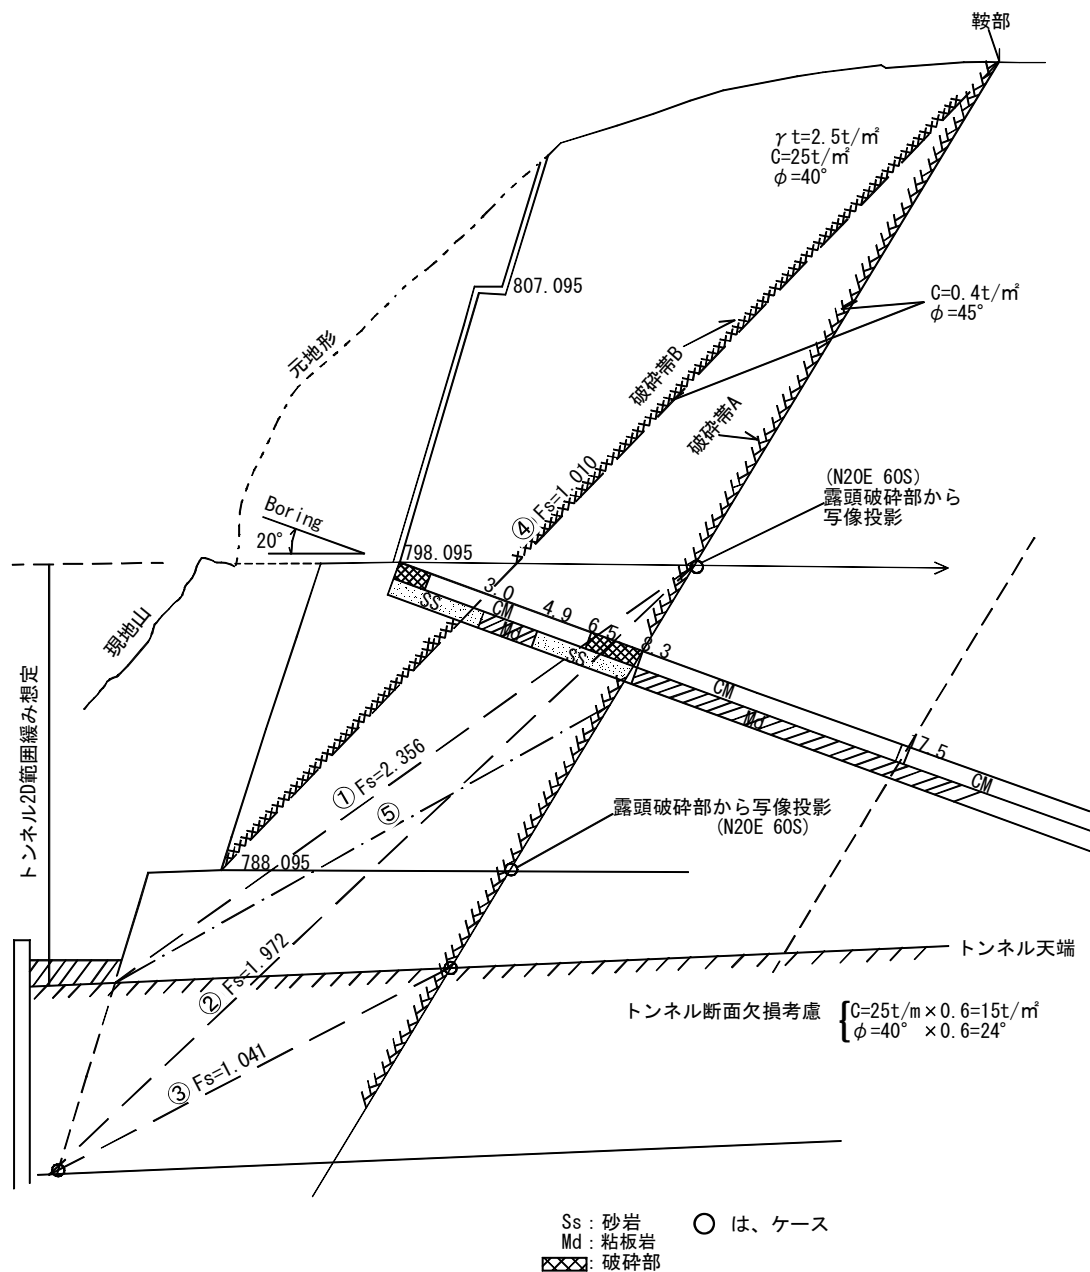 鞍部
γt=2.5t/㎡
C=25t/㎡
φ=40°
807.095
C=0.4t/㎡
φ=45°
元地形
破砕帯B
破砕帯A
(N20E 60S)
露頭破砕部から
写像投影
④ Fs=1.010
Boring
20°
798.095
3.0
4.9
6.5
8.3
SS
CM
Md
SS
CM
Md
17.5
CM
現地山
トンネル2D範囲緩み想定
① Fs=2.356
⑤
露頭破砕部から写像投影
(N20E 60S)
788.095
トンネル天端
② Fs=1.972
トンネル断面欠損考慮 {C=25t/m×0.6=15t/㎡
φ=40° ×0.6=24°
③ Fs=1.041
Ss : 砂岩 ○ は、ケース
Md : 粘板岩
: 破砕部